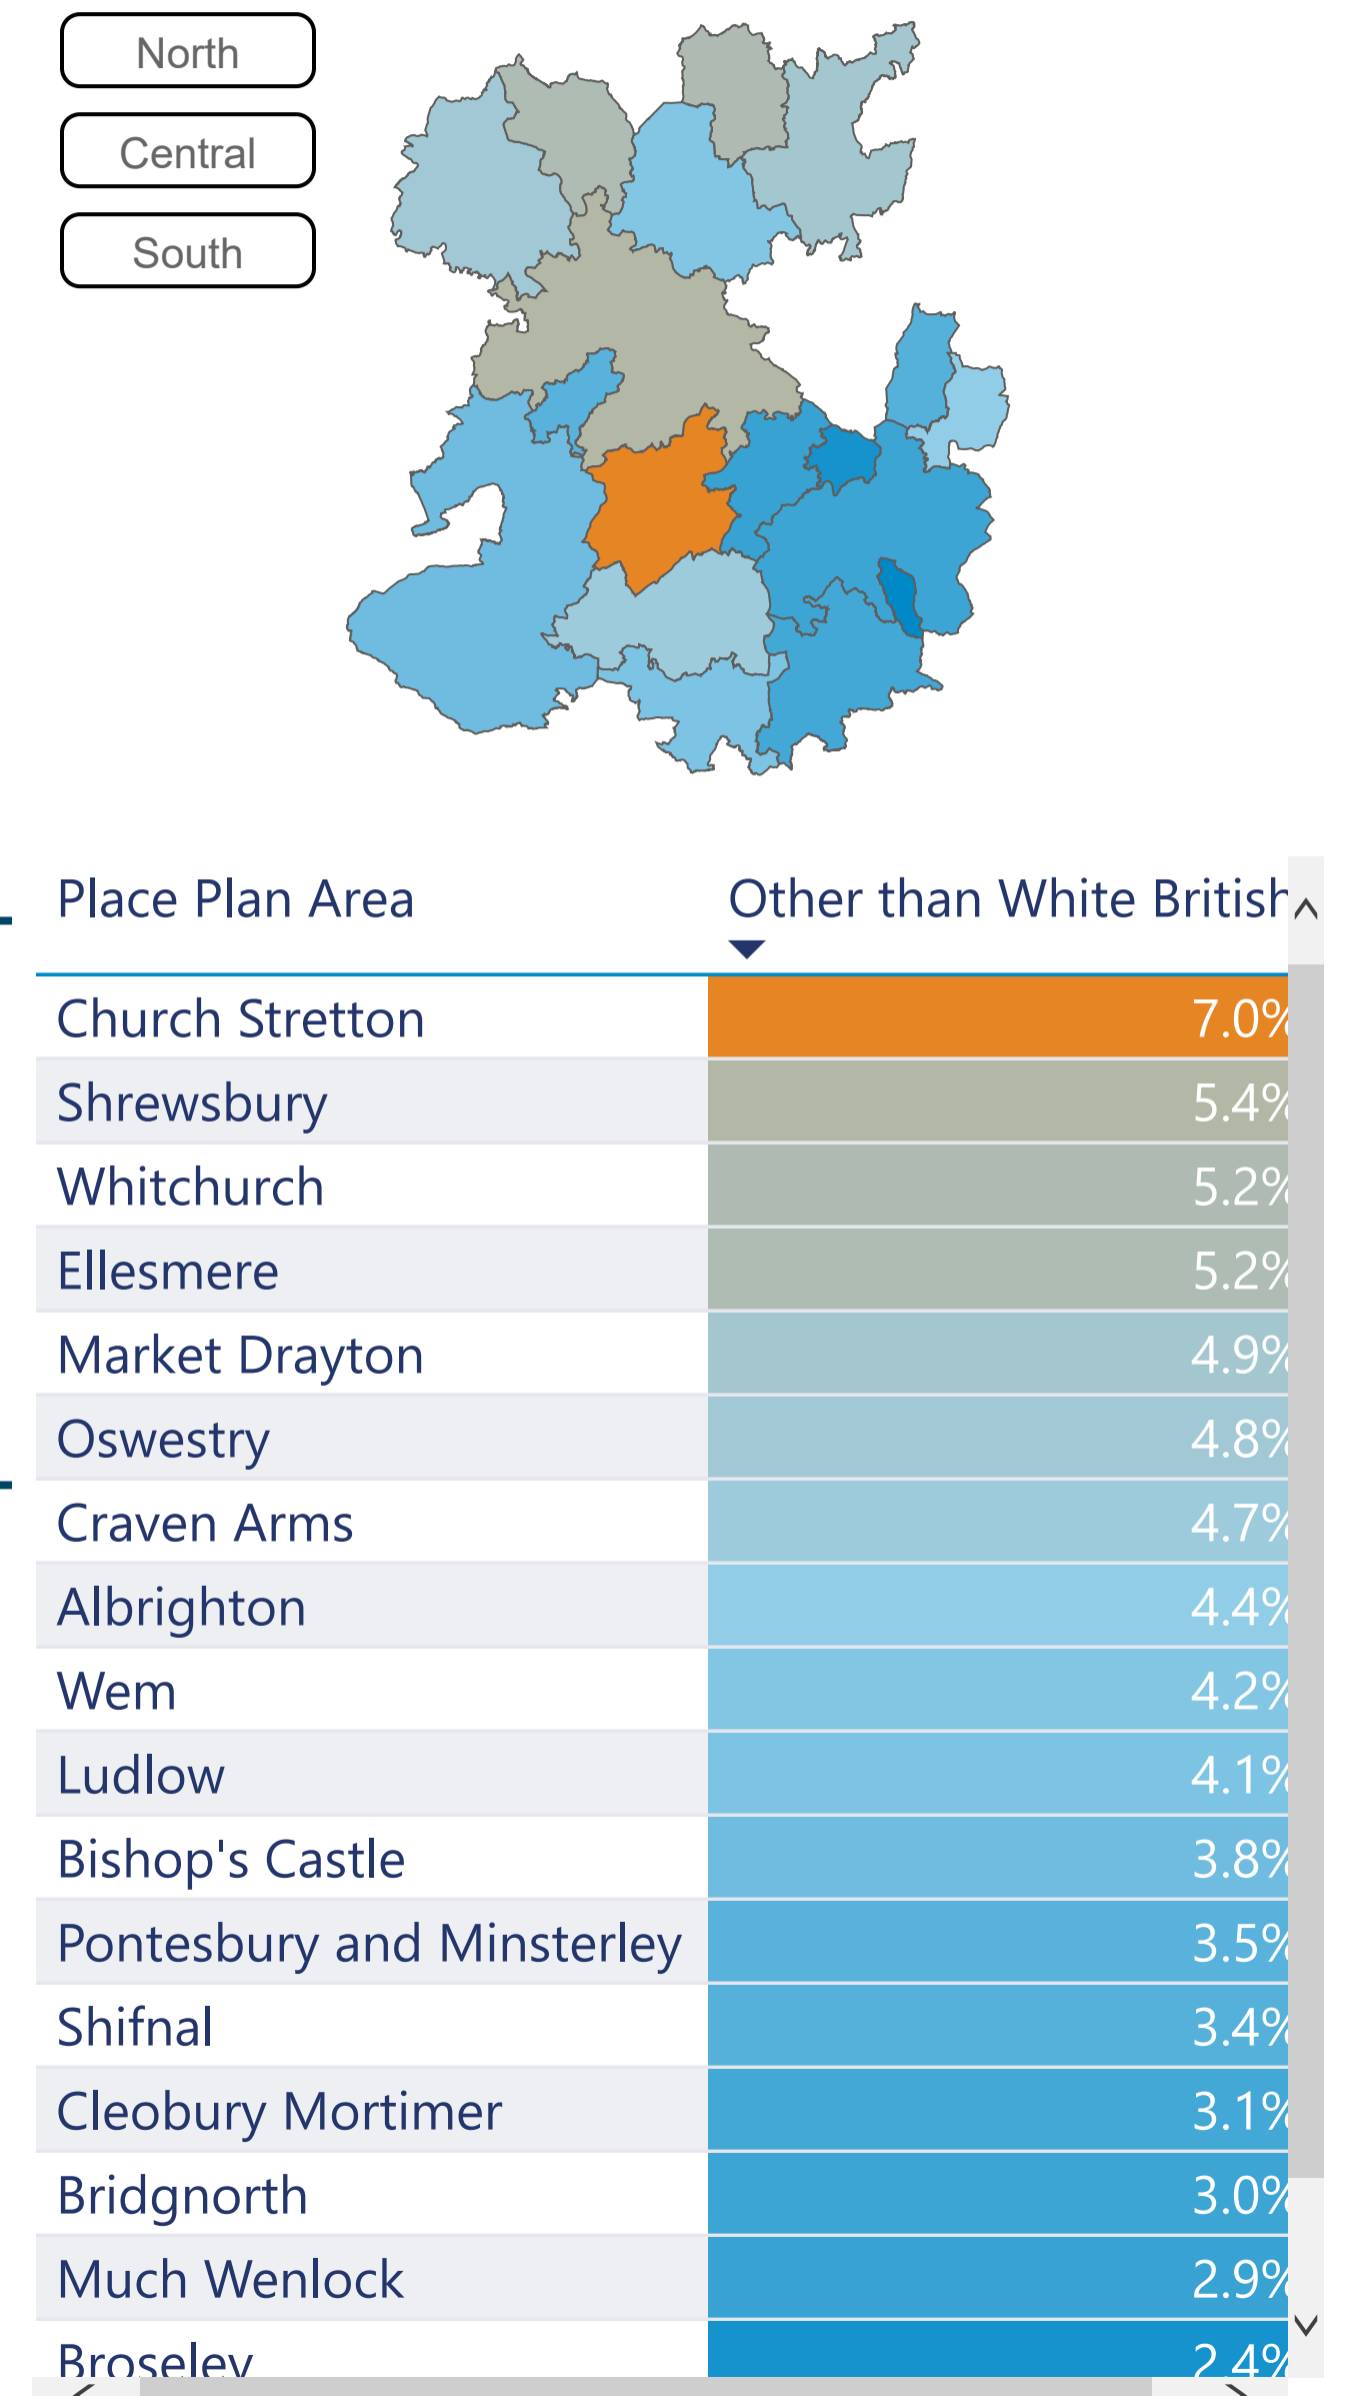 North
Central
South
Place Plan Area Other than White British
Church Stretton 7.0%
Shrewsbury 5.4%
Whitchurch 5.2%
Ellesmere 5.2%
Market Drayton 4.9%
Oswestry 4.8%
Craven Arms 4.7%
Albrighton 4.4%
Wem 4.2%
Ludlow 4.1%
Bishop's Castle 3.8%
Pontesbury and Minsterley 3.5%
Shifnal 3.4%
Cleobury Mortimer 3.1%
Bridgnorth 3.0%
Much Wenlock 2.9%
Broseley 2.4%